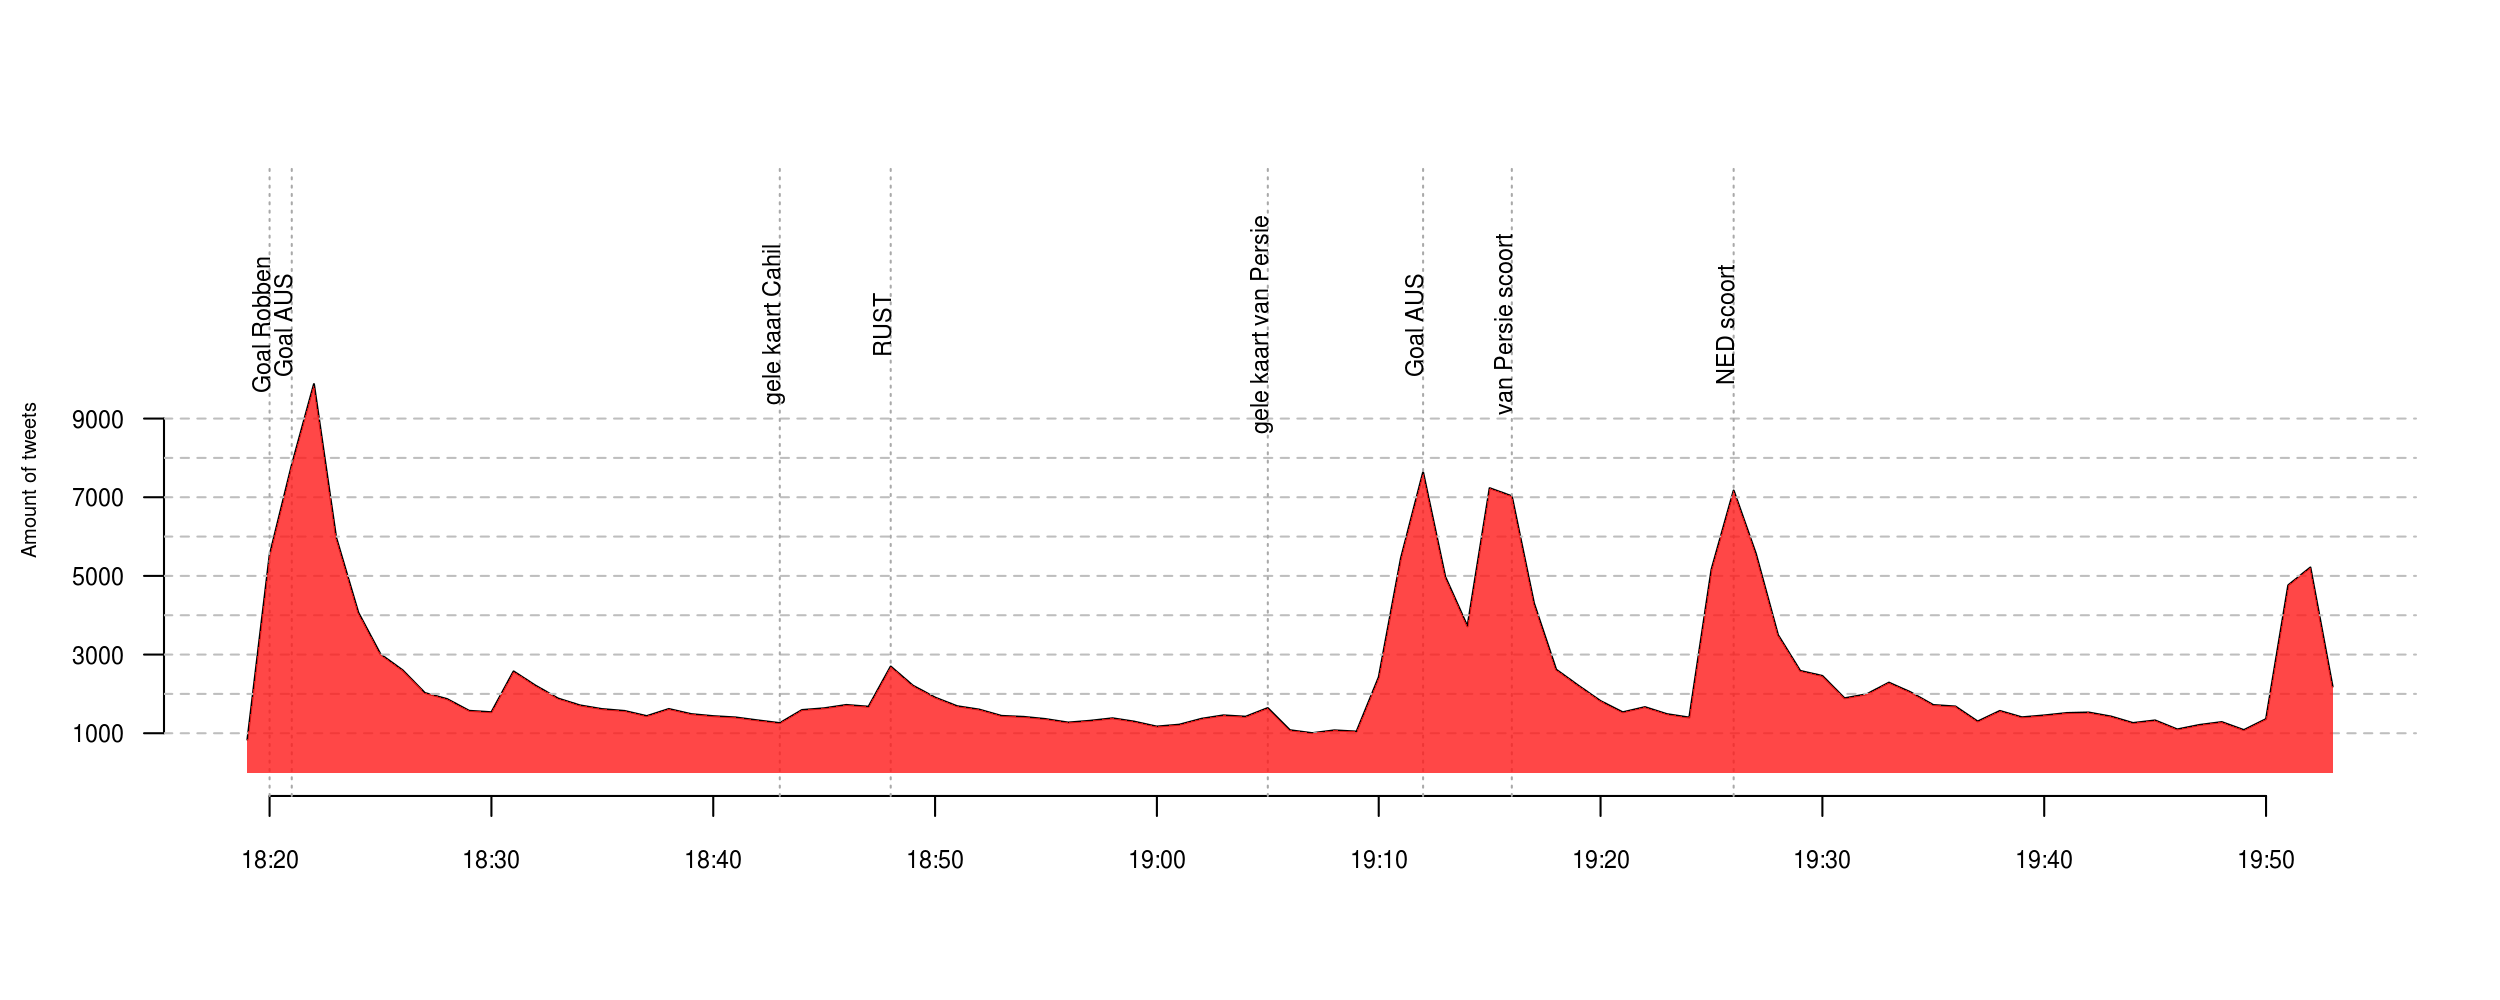 Goal Robben
Goal AUS
gele kaart Cahil
RUST
gele kaart van Persie
Goal AUS
van Persie scoort
NED scoort
Amount of tweets
9000
7000
5000
3000
1000
18:20
18:30
18:40
18:50
19:00
19:10
19:20
19:30
19:40
19:50